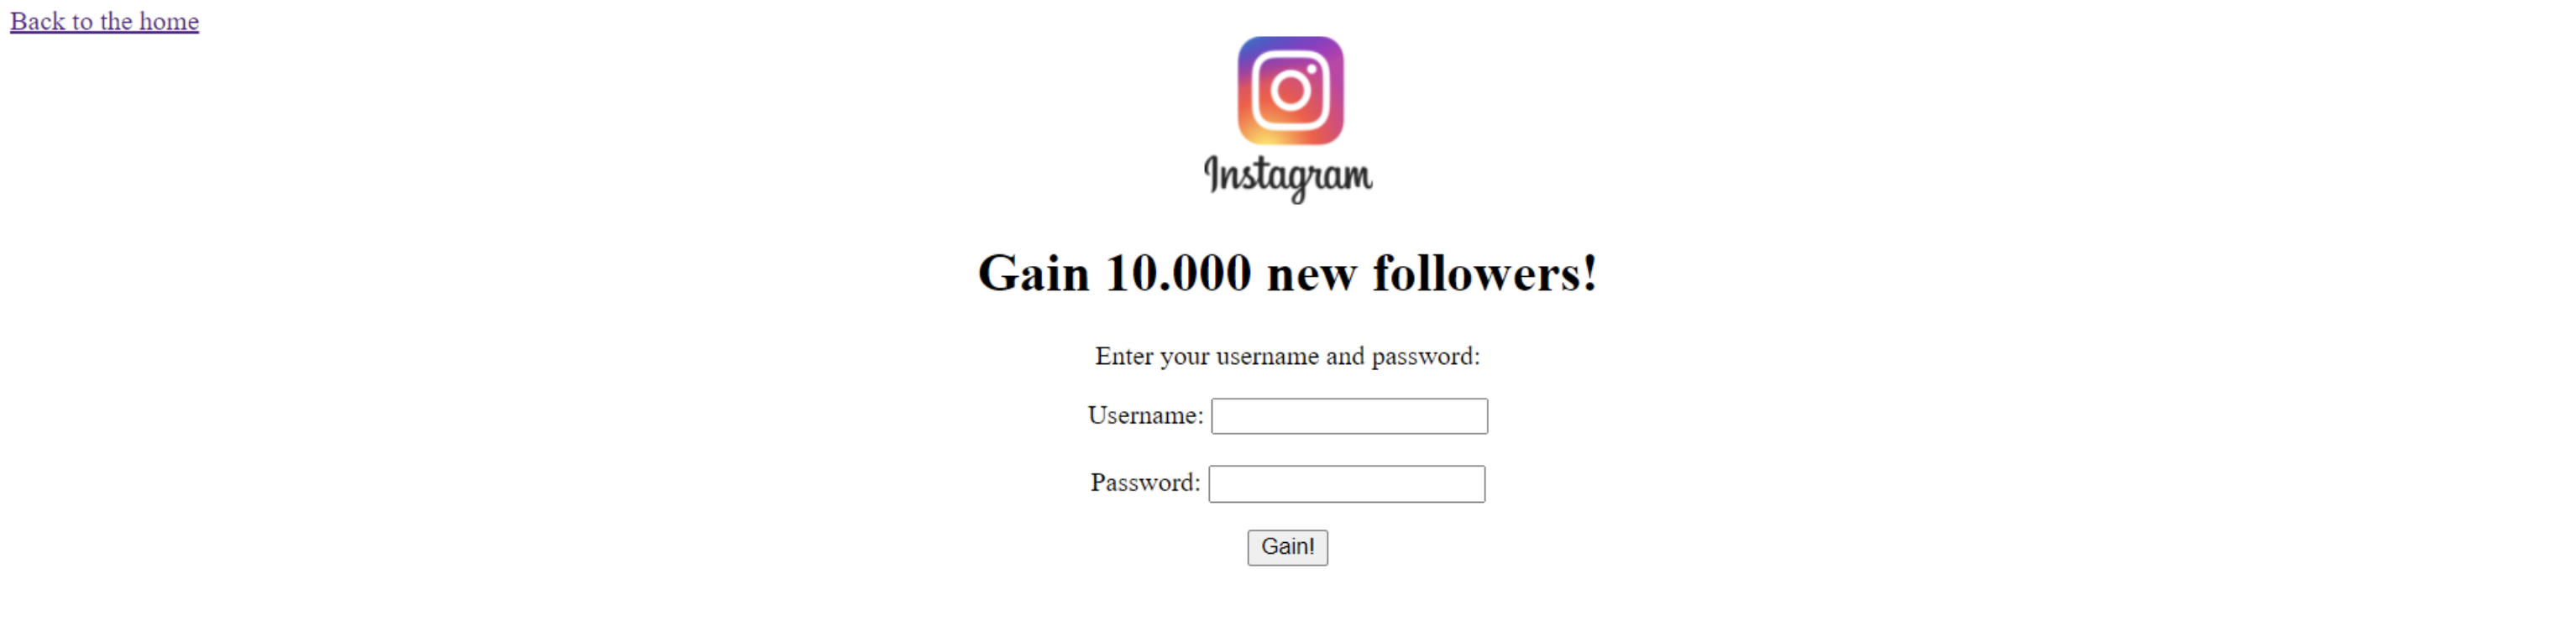 Back to the home
Instagram
Gain 10.000 new followers!
Enter your username and password:
Username:
Password:
Gain!